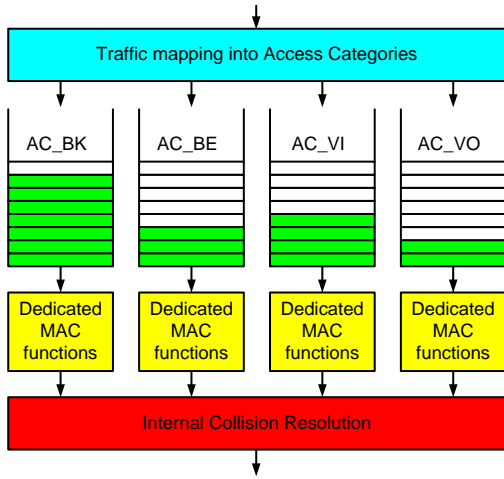 Traffic mapping into Access Categories
AC_BK AC_BE AC_VI AC_VO
Dedicated Dedicated Dedicated Dedicated
MAC MAC MAC MAC
functions functions functions functions
Internal Collision Resolution